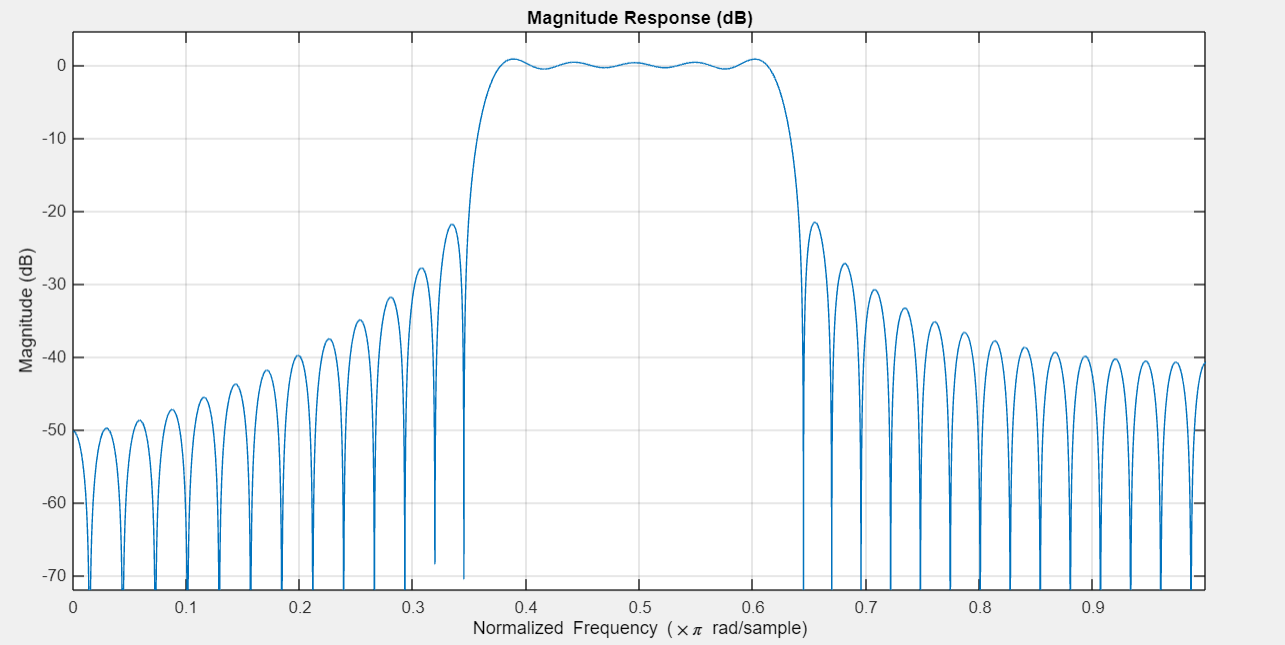 Magnitude Response (dB)
0
-10
-20
-30
-40
-50
-60
-70
Magnitude (dB)
0 0.1 0.2 0.3 0.4 0.5 0.6 0.7 0.8 0.9
Normalized Frequency (×π rad/sample)